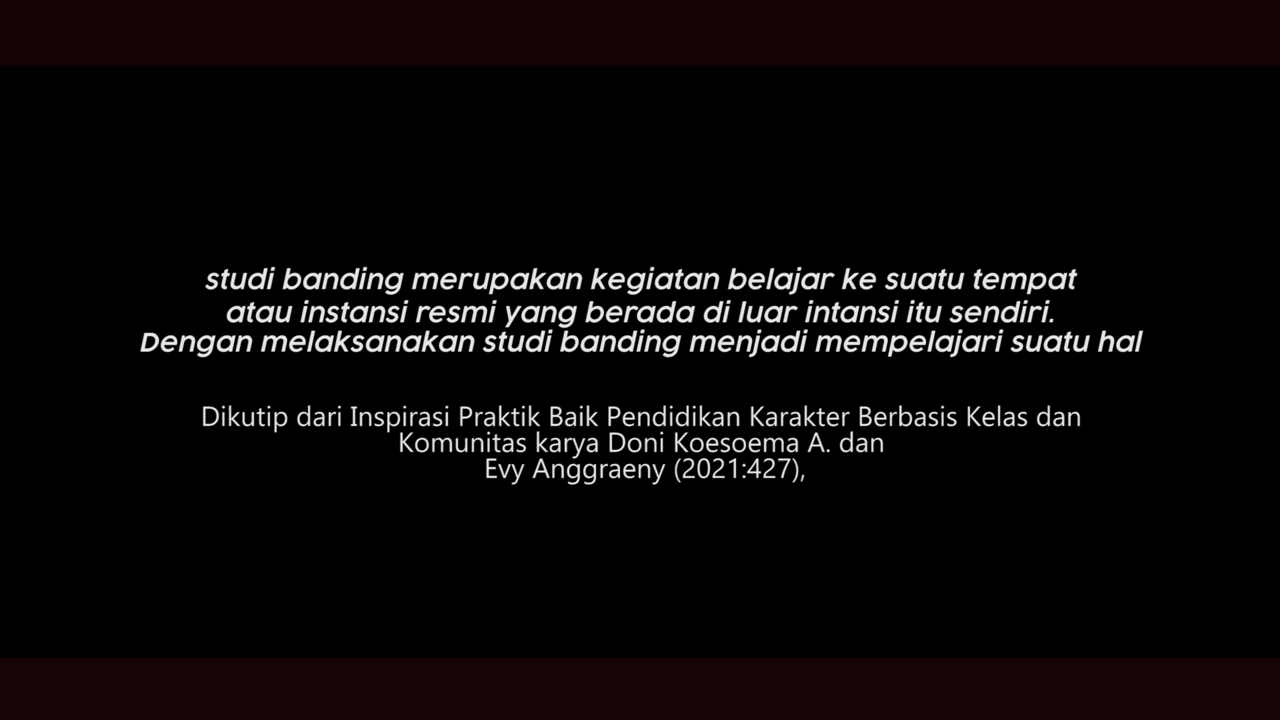 studi banding merupakan kegiatan belajar ke suatu tempat
atau instansi resmi yang berada di luar intansi itu sendiri.
Dengan melaksanakan studi banding menjadi mempelajari suatu hal
Dikutip dari Inspirasi Praktik Baik Pendidikan Karakter Berbasis Kelas dan
Komunitas karya Doni Koesoema A. dan
Evy Anggraeny (2021:427),